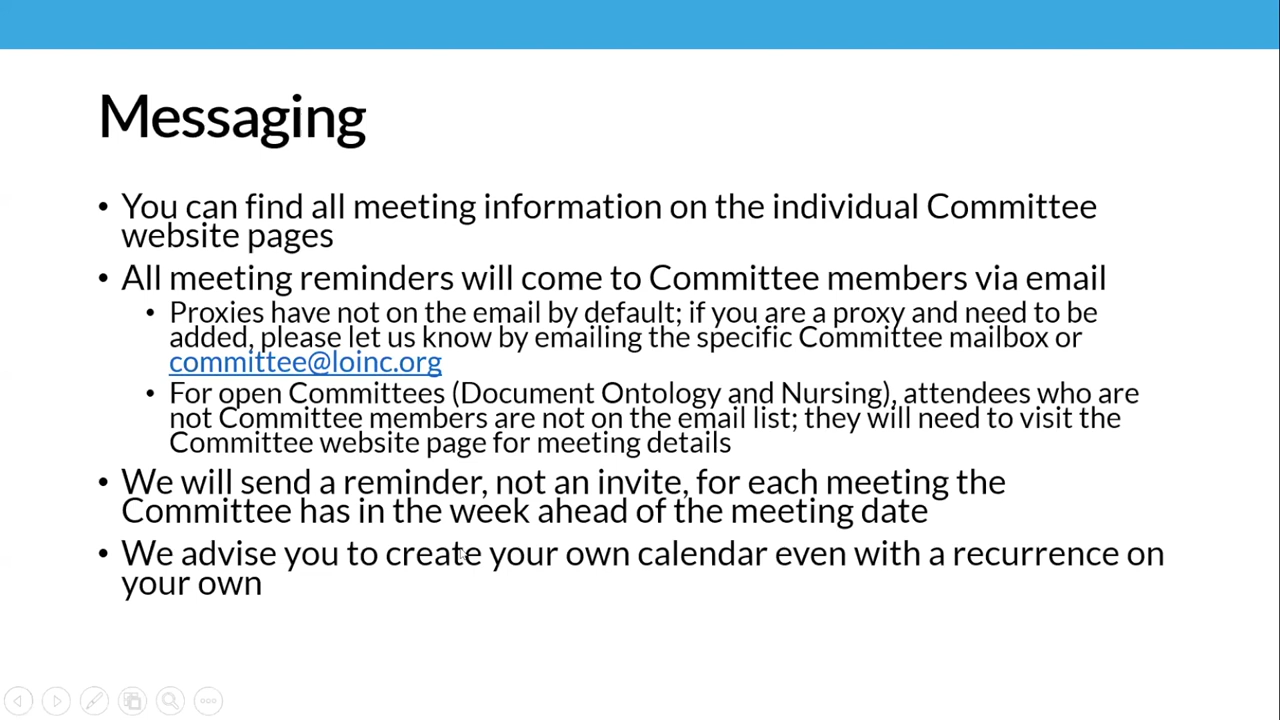 Messaging
• You can find all meeting information on the individual Committee
website pages
• All meeting reminders will come to Committee members via email
• Proxies have not on the email by default; if you are a proxy and need to be
added, please let us know by emailing the specific Committee mailbox or
committee@loinc.org
• For open Committees (Document Ontology and Nursing), attendees who are
not Committee members are not on the email list; they will need to visit the
Committee website page for meeting details
• We will send a reminder, not an invite, for each meeting the
Committee has in the week ahead of the meeting date
• We advise you to create your own calendar even with a recurrence on
your own